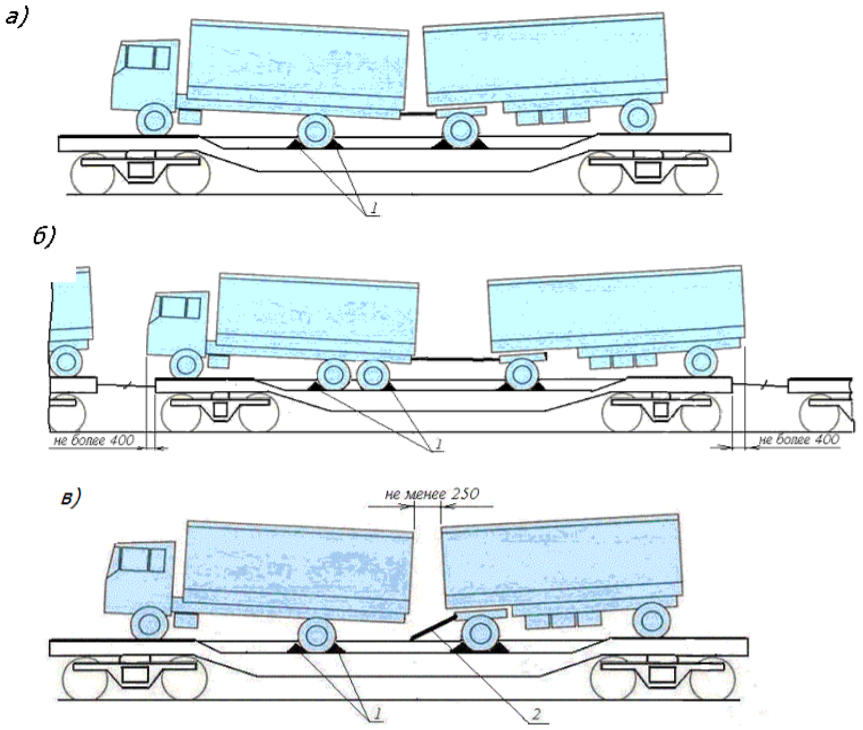 а)
1
б)
не более 400
1
не более 400
в)
не менее 250
1
2